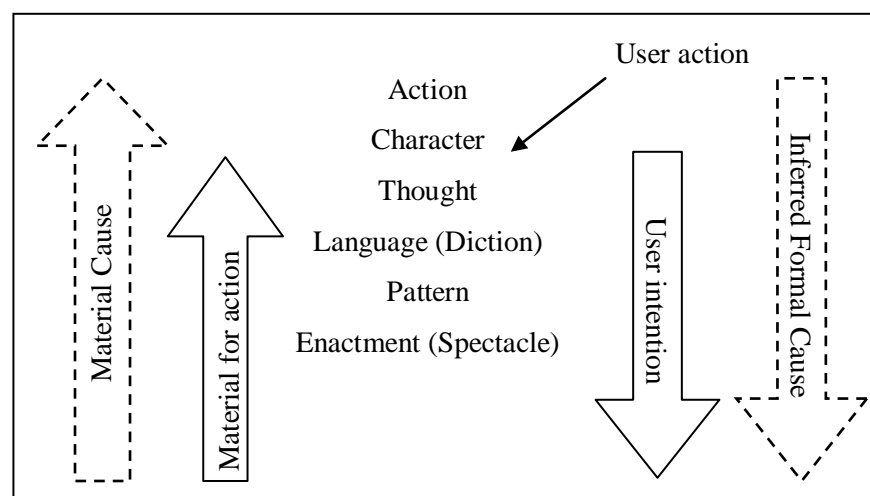 User action
Action
Character
Thought
Language (Diction)
Pattern
Enactment (Spectacle)
Material Cause
Material for action
User intention
Inferred Formal Cause